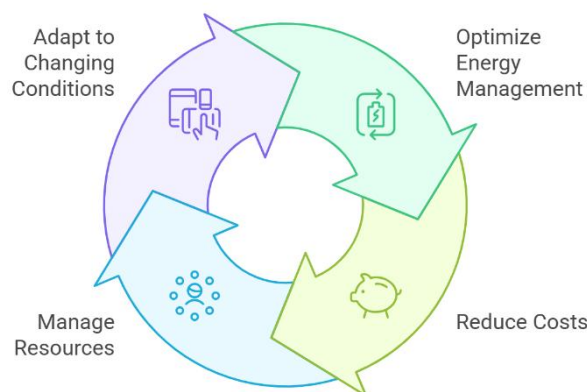 Adapt to
Changing
Conditions
Optimize
Energy
Management
Manage
Resources
Reduce Costs